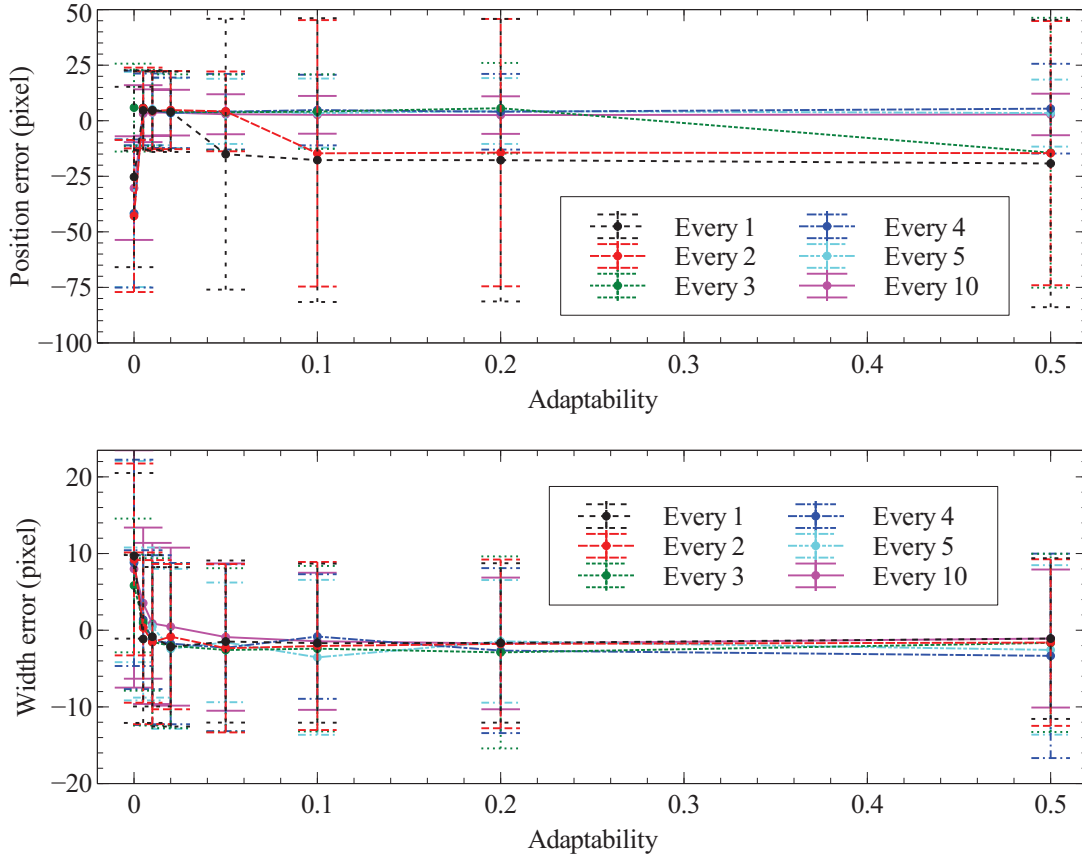 50
25
0
−25
−50
−75
−100
Position error (pixel)
Every 1 Every 4
Every 2 Every 5
Every 3 Every 10
0 0.1 0.2 0.3 0.4 0.5
Adaptability
20
10
0
−10
−20
Width error (pixel)
Every 1 Every 4
Every 2 Every 5
Every 3 Every 10
0 0.1 0.2 0.3 0.4 0.5
Adaptability